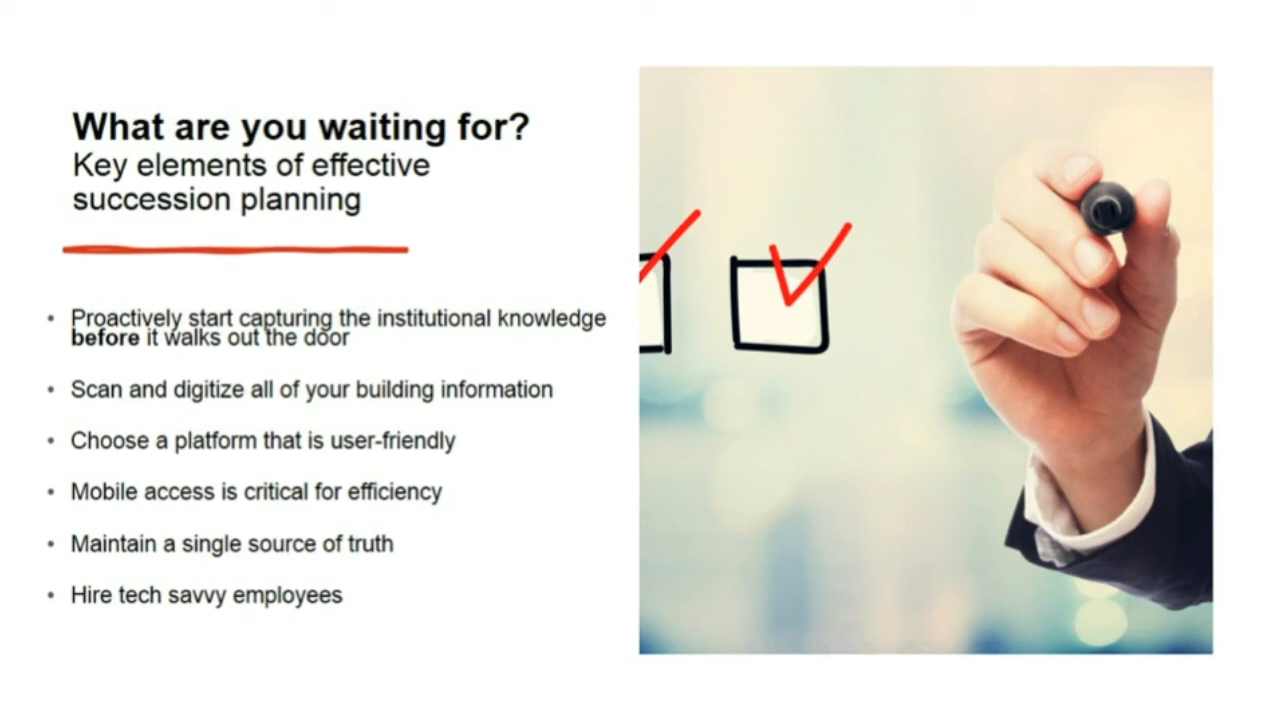 What are you waiting for?
Key elements of effective
succession planning
• Proactively start capturing the institutional knowledge
before it walks out the door
• Scan and digitize all of your building information
• Choose a platform that is user-friendly
• Mobile access is critical for efficiency
• Maintain a single source of truth
• Hire tech savvy employees